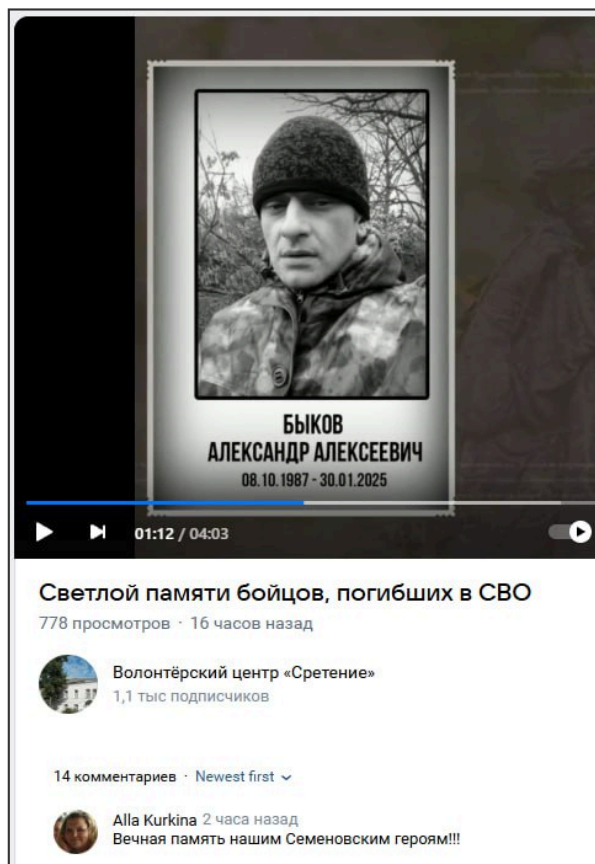 БЫКОВ
АЛЕКСАНДР АЛЕКСЕЕВИЧ
08.10.1987 - 30.01.2025
01:12 / 04:03
Светлой памяти бойцов, погибших в СВО
778 просмотров · 16 часов назад
Волонтёрский центр «Сретение»
1,1 тыс подписчиков
14 комментариев · Newest first
Alla Kurkina 2 часа назад
Вечная память нашим Семеновским героям!!!